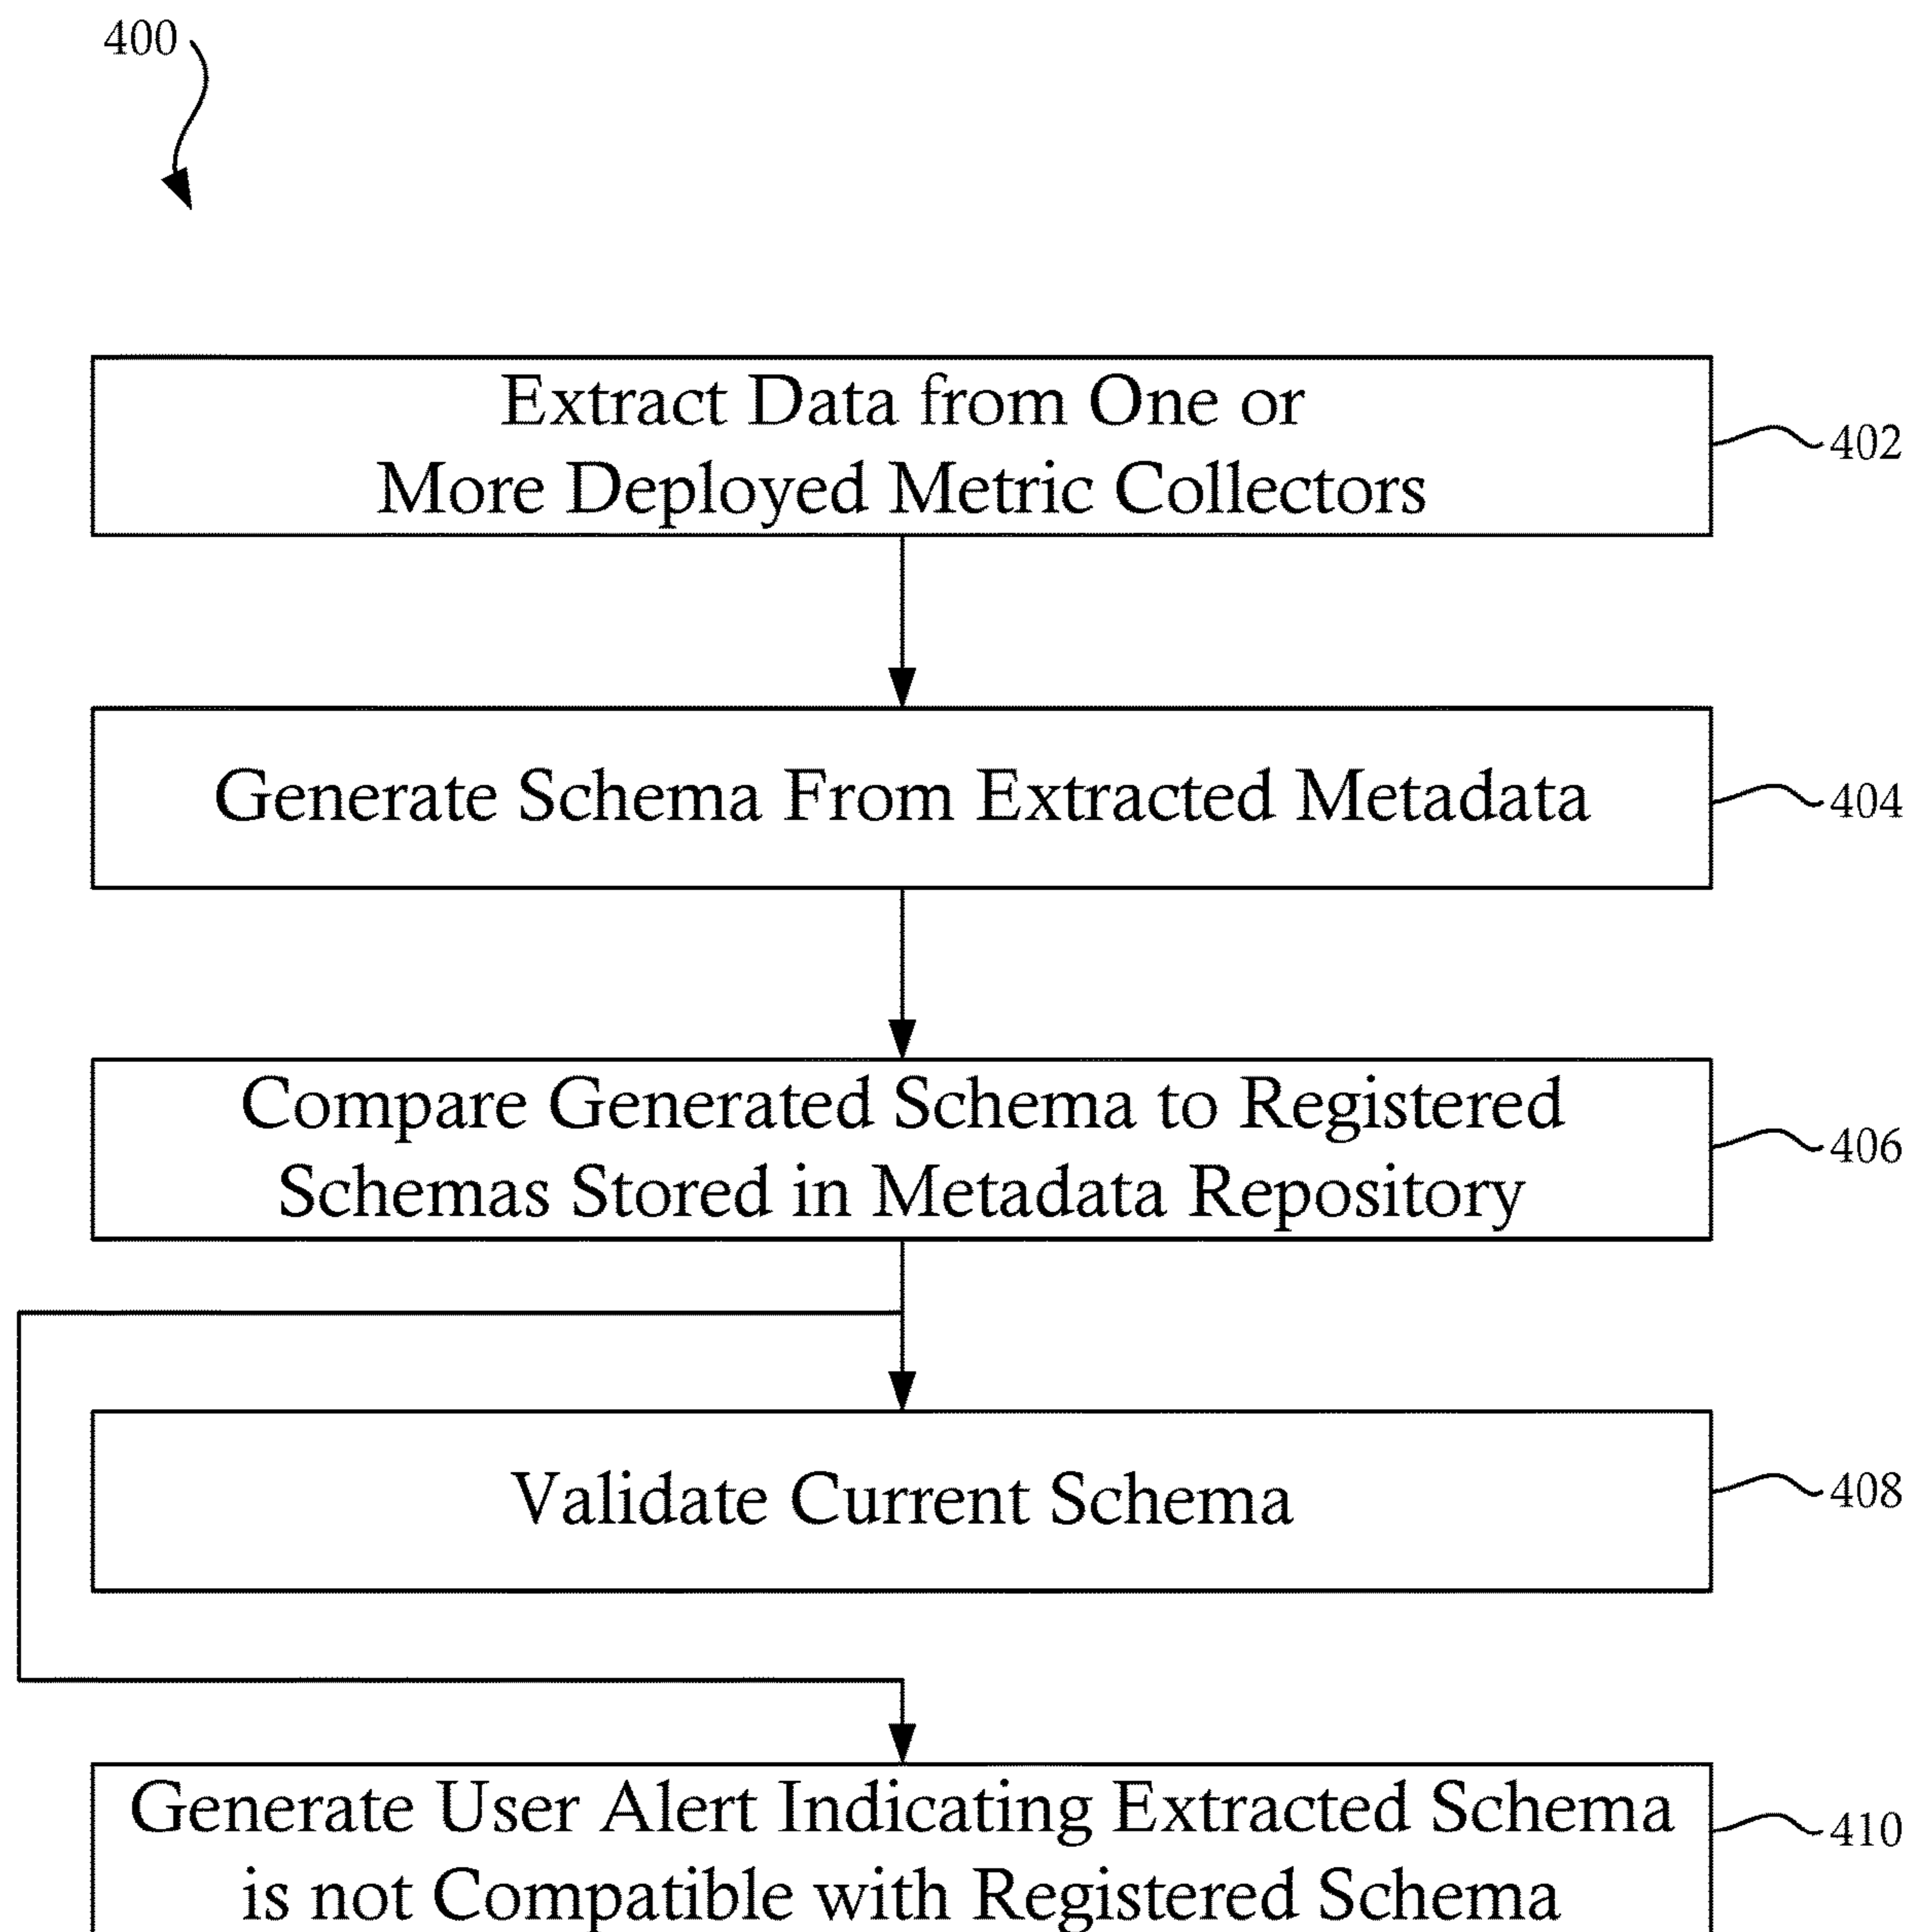 400
Extract Data from One or
More Deployed Metric Collectors
402
Generate Schema From Extracted Metadata
404
Compare Generated Schema to Registered
Schemas Stored in Metadata Repository
406
Validate Current Schema
408
Generate User Alert Indicating Extracted Schema
is not Compatible with Registered Schema
410